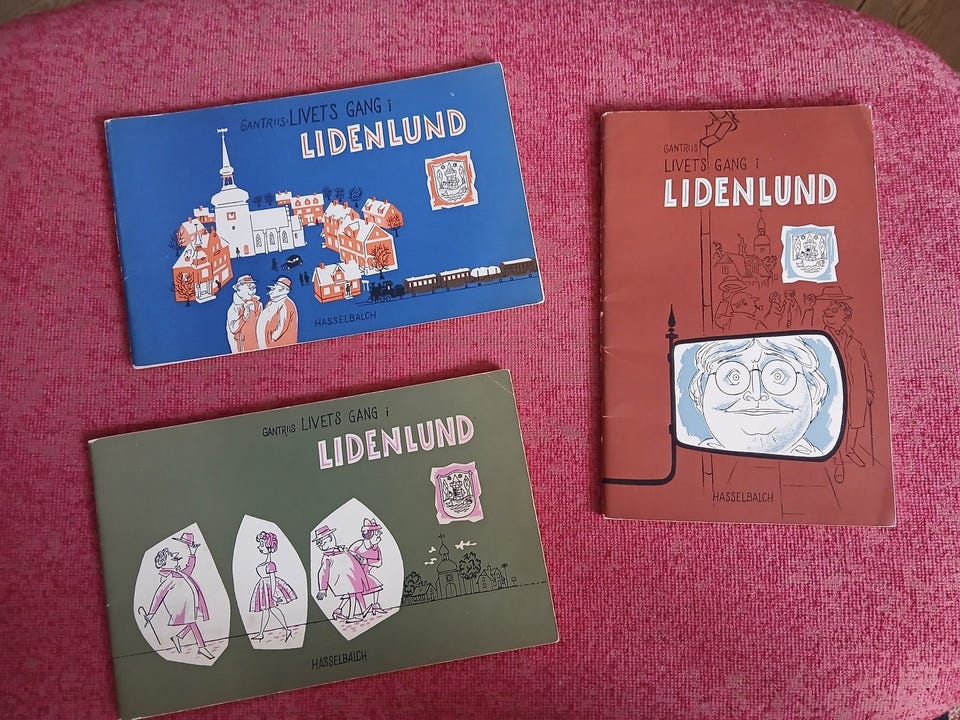 GANTRIIS: LIVETS GANG i
LIDENLUND
HASSELBALCH
GANTRIIS
LIVETS GANG i
LIDENLUND
HASSELBALCH
GANTRIIS LIVETS GANG i
LIDENLUND
HASSELBALCH